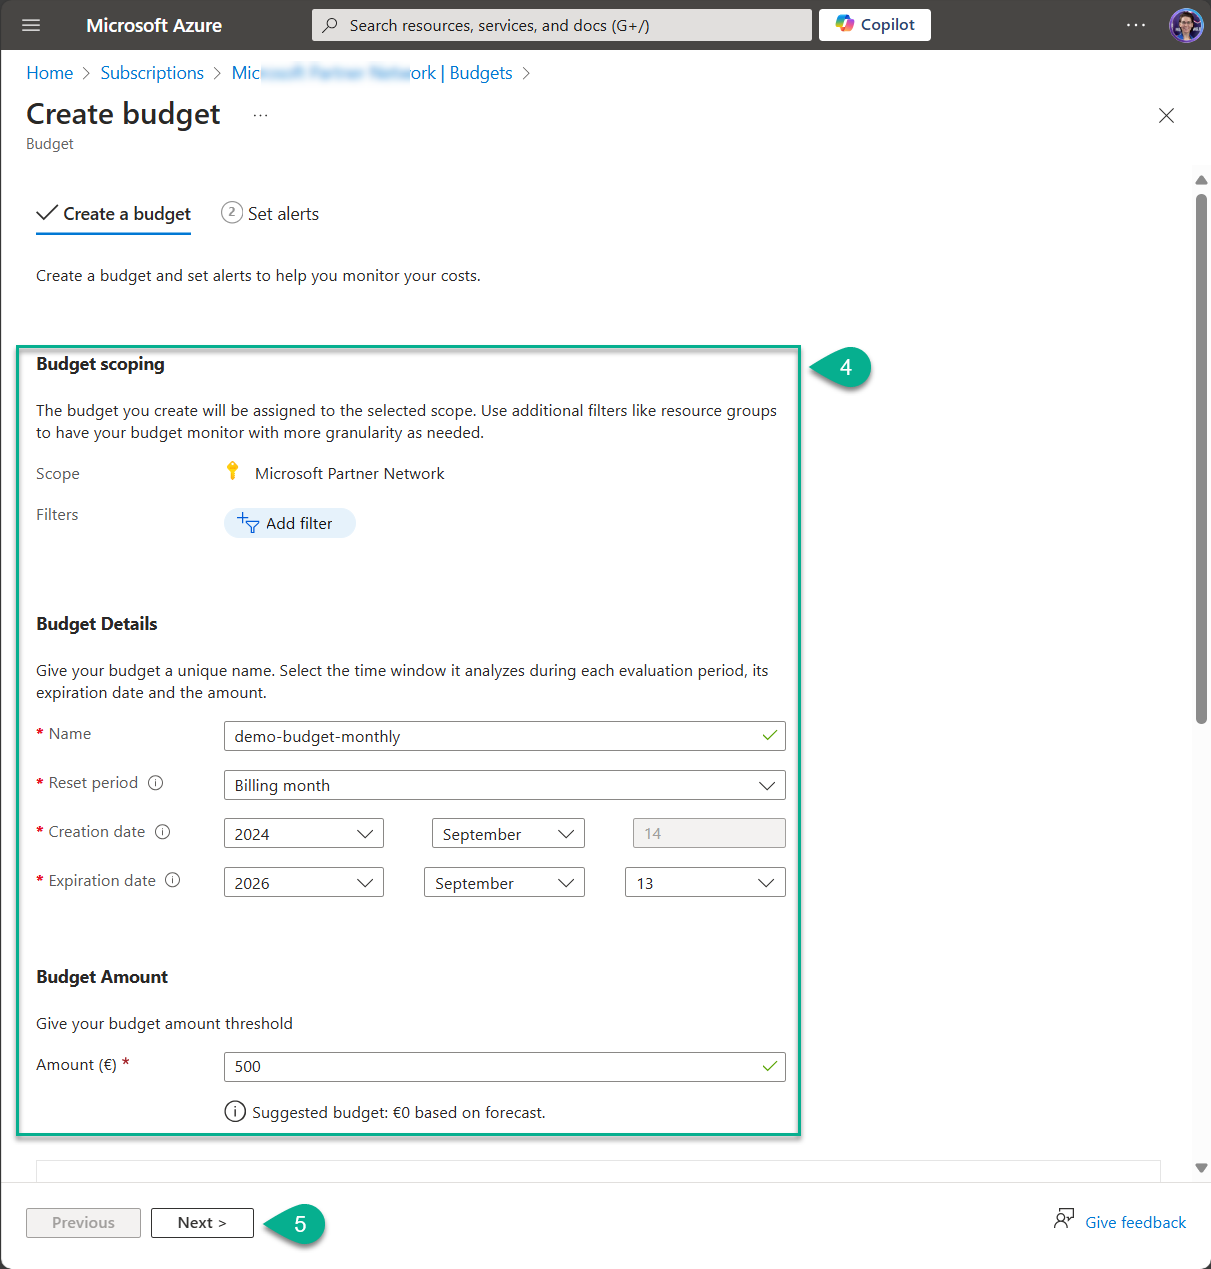 Microsoft Azure
Search resources, services, and docs (G+/)
Copilot
Home > Subscriptions > Mic ork | Budgets >
Create budget ...
Budget
Create a budget
2 Set alerts
Create a budget and set alerts to help you monitor your costs.
Budget scoping
4
The budget you create will be assigned to the selected scope. Use additional filters like resource groups
to have your budget monitor with more granularity as needed.
Scope Microsoft Partner Network
Filters Add filter
Budget Details
Give your budget a unique name. Select the time window it analyzes during each evaluation period, its
expiration date and the amount.
* Name demo-budget-monthly
* Reset period Billing month
* Creation date 2024 September 14
* Expiration date 2026 September 13
Budget Amount
Give your budget amount threshold
Amount (€) * 500
Suggested budget: €0 based on forecast.
Previous Next > 5 Give feedback